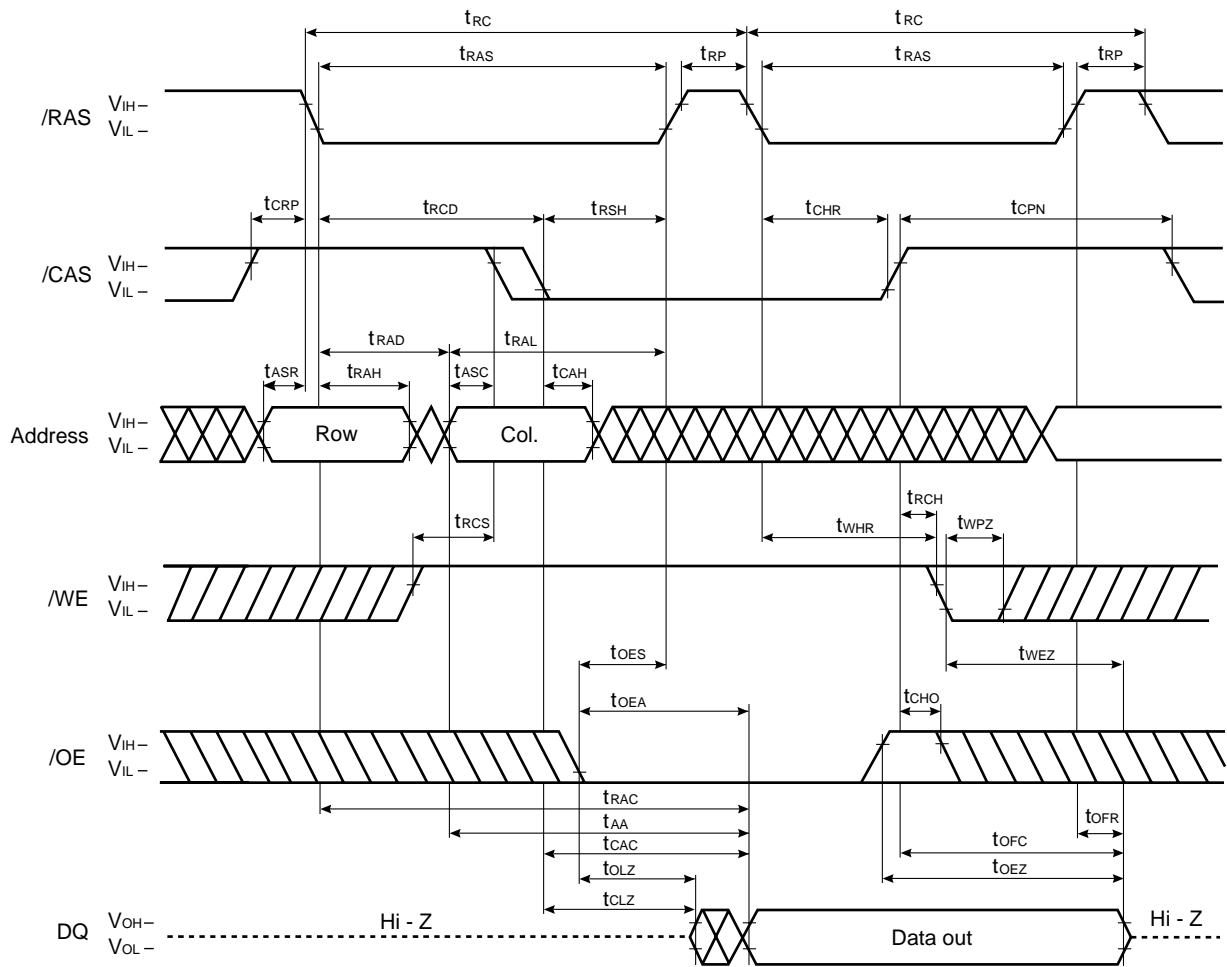 tRC tRC
tRAS tRP tRAS tRP
/RAS VIH – VIL –
tCRP tRCD tRSH tCHR tCPN
/CAS VIH – VIL –
tRAD tRAL
tASR tRAH tASC tCAH
Address VIH – VIL – Row Col.
tRCH
tRCS tWHR tWPZ
/WE VIH – VIL –
tOES tWEZ
tOEA tCHO
/OE VIH – VIL –
tRAC
tAA tOFR
tCAC tOFC
tOLZ tOEZ
tCLZ
DQ VOH – VOL – Hi - Z Data out Hi - Z